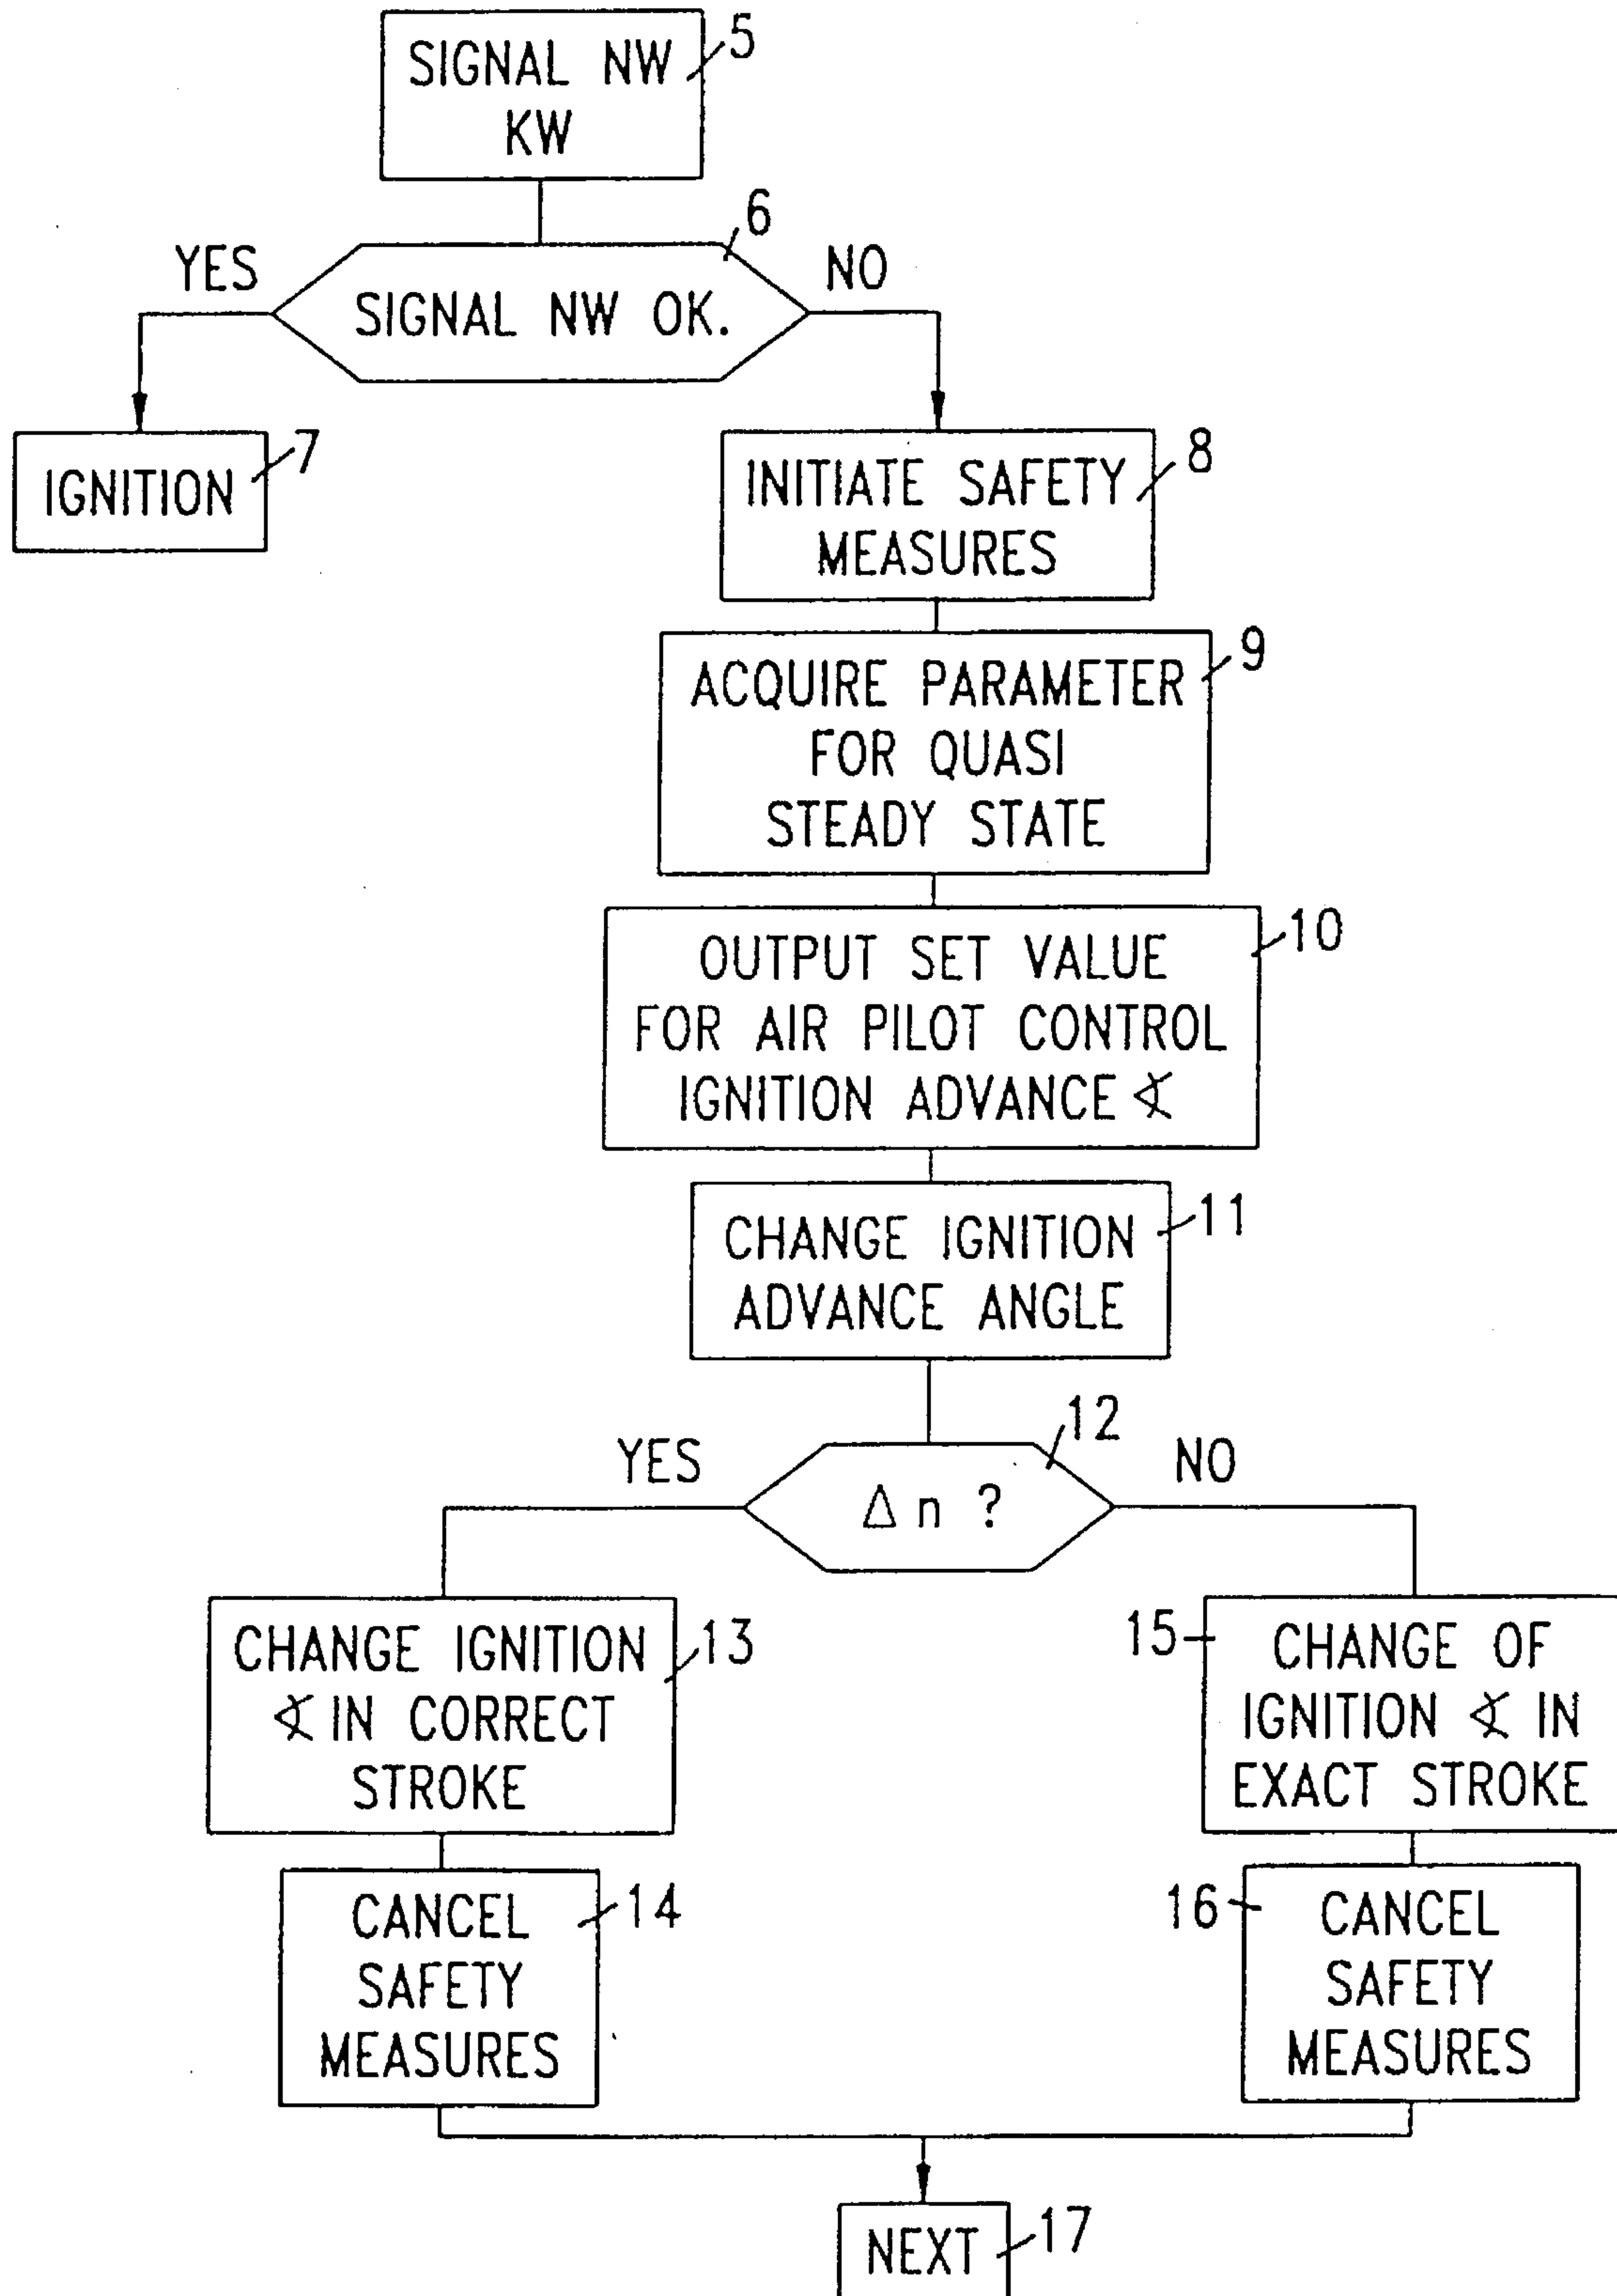 SIGNAL NW
KW
5
6
YES
NO
SIGNAL NW OK.
IGNITION
7
INITIATE SAFETY
MEASURES
8
ACQUIRE PARAMETER
FOR QUASI
STEADY STATE
9
OUTPUT SET VALUE
FOR AIR PILOT CONTROL
IGNITION ADVANCE ∢
10
CHANGE IGNITION
ADVANCE ANGLE
11
12
YES
NO
Δ n ?
CHANGE IGNITION
∢ IN CORRECT
STROKE
13
15
CHANGE OF
IGNITION ∢ IN
EXACT STROKE
CANCEL
SAFETY
MEASURES
14
16
CANCEL
SAFETY
MEASURES
NEXT
17